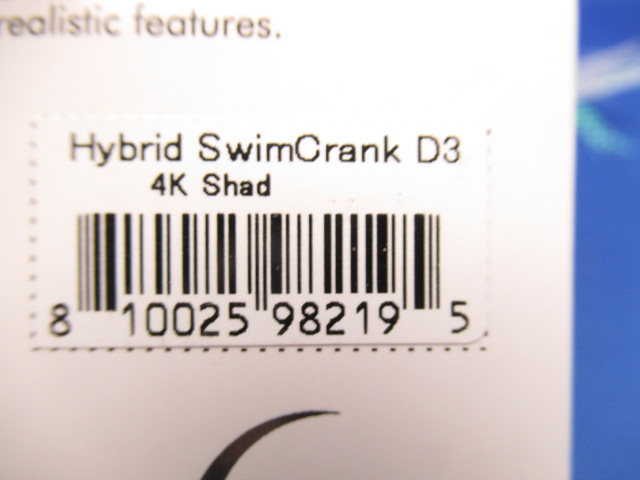 realistic features.
Hybrid SwimCrank D3
4K Shad
8 10025 98219 5